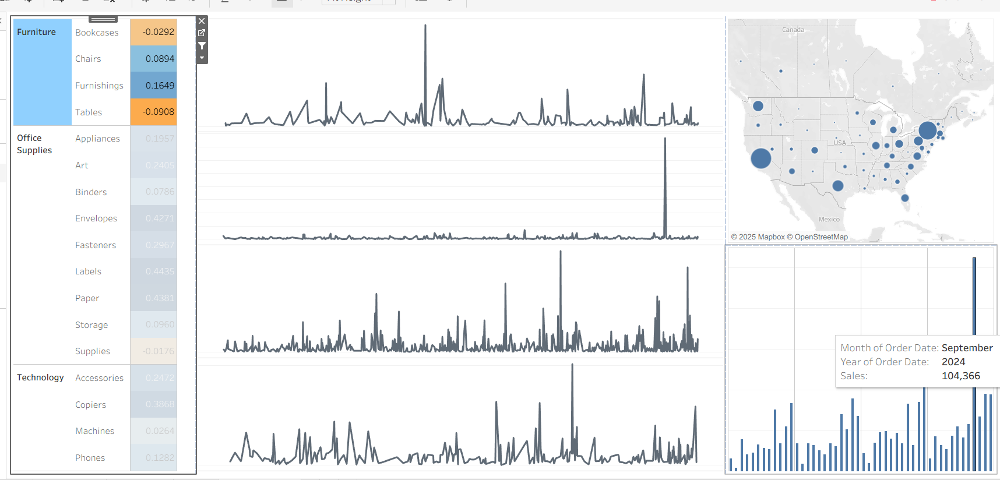 Furniture
Bookcases -0.0292
Chairs 0.0894
Furnishings 0.1649
Tables -0.0908
Office
Supplies
Appliances 0.1957
Art 0.2405
Binders 0.0786
Envelopes 0.4271
Fasteners 0.2967
Labels 0.4435
Paper 0.4381
Storage 0.0960
Supplies -0.0176
Technology
Accessories 0.2472
Copiers 0.3868
Machines 0.0264
Phones 0.1282
Canada
USA
Mexico
© 2025 Mapbox © OpenStreetMap
Month of Order Date: September
Year of Order Date: 2024
Sales: 104,366